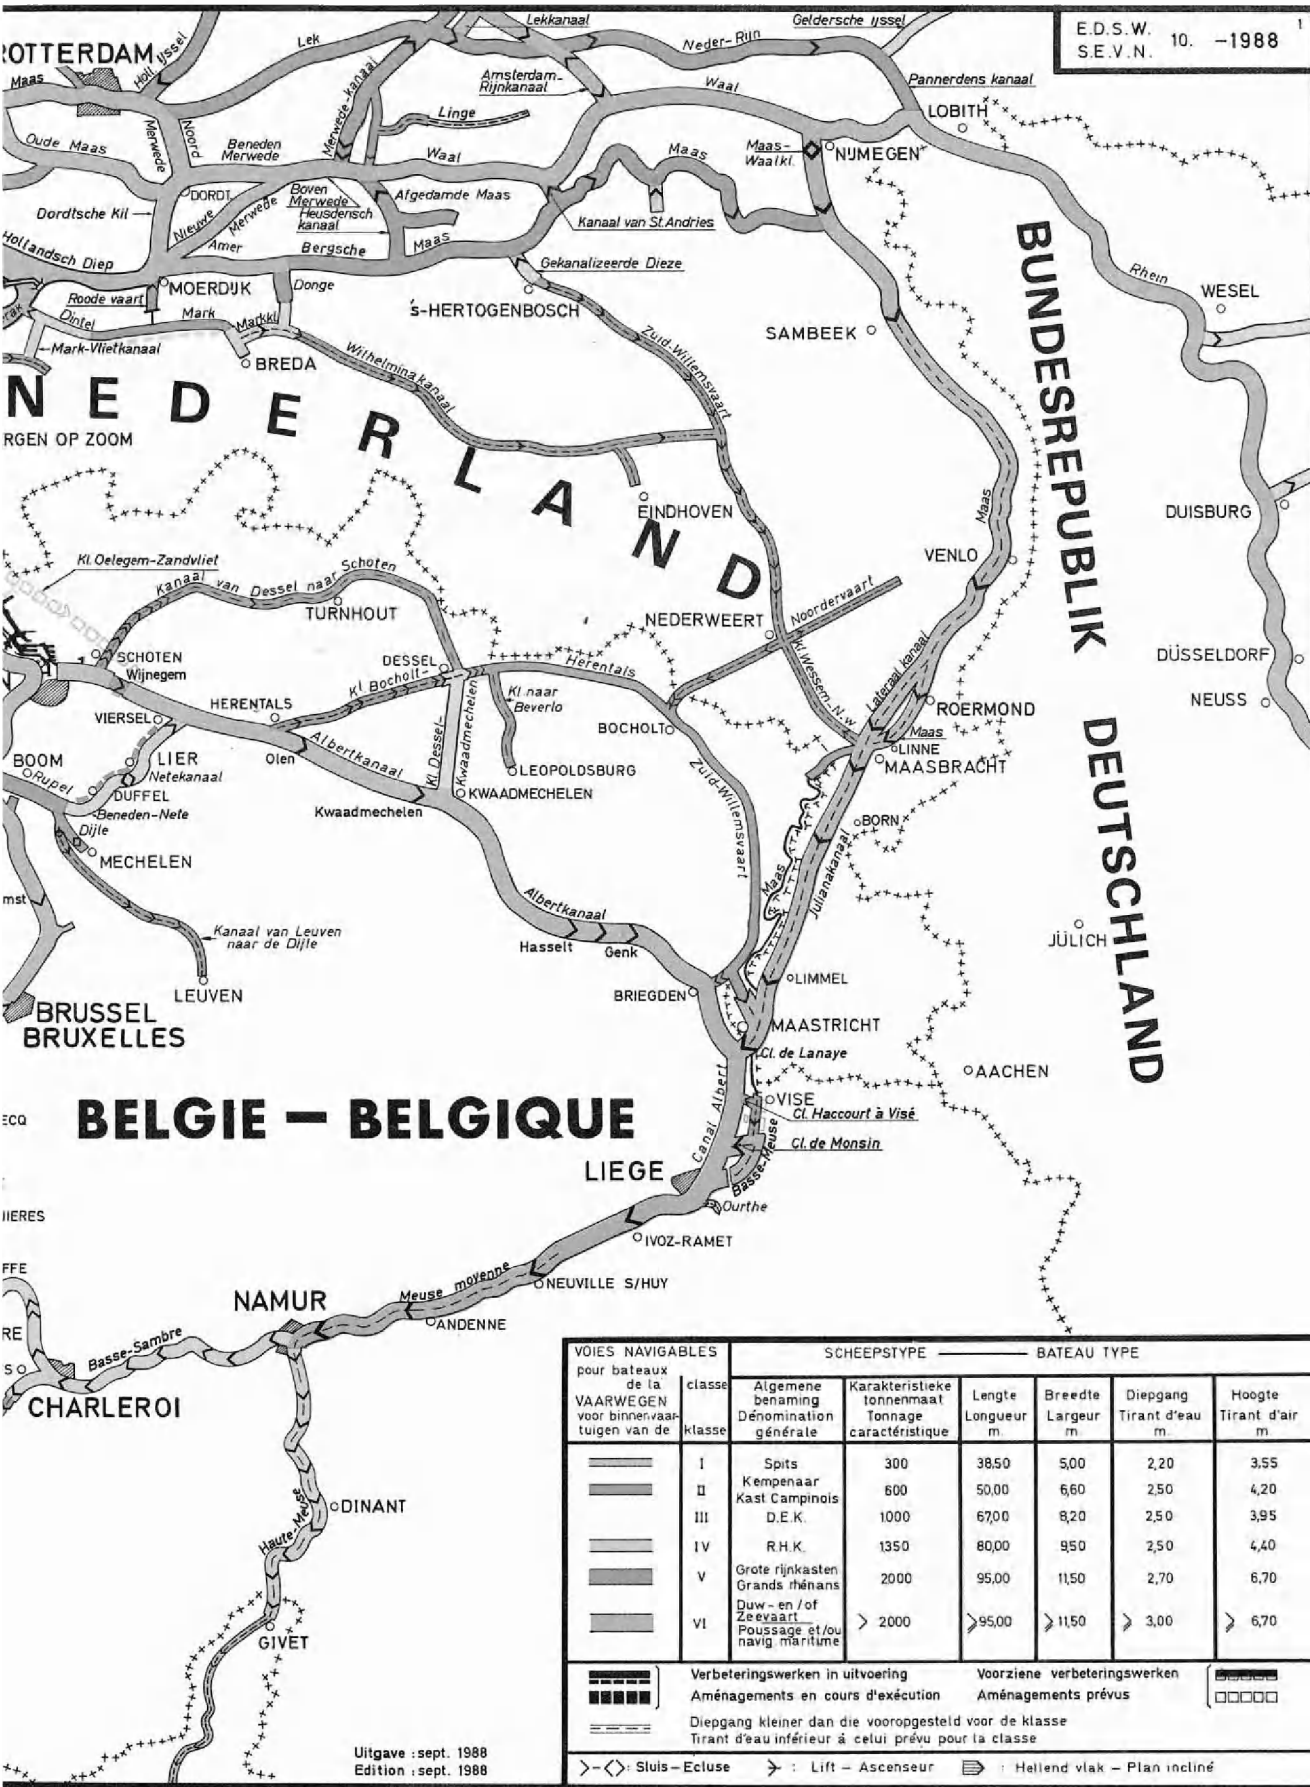 Lekkanaal
Geldersche IJssel
E.D.S.W.
S.E.V.N.
10. -1988
1
ROTTERDAM
Holl IJssel
Lek
Neder-Rijn
Maas
Merwede-kanaal
Amsterdam-
Rijnkanaal
Waal
Pannerdens kanaal
LOBITH
Linge
Oude Maas
Merwede
Noord
Beneden
Merwede
Waal
Maas
Maas-
Waalkl.
NIJMEGEN
DORDT
Boven
Merwede
Afgedamde Maas
Dordtsche Kil
Nieuwe Merwede
Heusdensch
kanaal
Kanaal van St.Andries
Hollandsch Diep
Amer
Bergsche
Maas
Gekanalizeerde Dieze
Rhein
MOERDIJK
Donge
Roode vaart
WESEL
's-HERTOGENBOSCH
Dintel
Mark
Markkl.
Mark-Vlietkanaal
BREDA
Wilhelminakanaal
Zuid-Willemsvaart
SAMBEEK
BUNDESREPUBLIK DEUTSCHLAND
NEDERLAND
RGEN OP ZOOM
EINDHOVEN
Maas
DUISBURG
VENLO
Kl. Oelegem-Zandvliet
Kanaal van Dessel naar Schoten
TURNHOUT
NEDERWEERT
Noordervaart
SCHOTEN
Wijnegem
DESSEL
Kl Bocholt-
Herentals
Kl.Wessem-N.w
Lateraal kanaal
DÜSSELDORF
NEUSS
VIERSEL
HERENTALS
Kl naar
Beverlo
BOCHOLT
ROERMOND
Maas
LINNE
MAASBRACHT
BOOM
Rupel
LIER
Netekanaal
DUFFEL
Beneden-Nete
Dijle
Olen
Albertkanaal
Kl. Dessel-
Kwaadmechelen
LEOPOLDSBURG
KWAADMECHELEN
Kwaadmechelen
Zuid-Willemsvaart
BORN
MECHELEN
mst
Maas
Julianakanaal
Kanaal van Leuven
naar de Dijle
Albertkanaal
Hasselt
Genk
JÜLICH
LEUVEN
BRIEGDEN
LIMMEL
BRUSSEL
BRUXELLES
MAASTRICHT
Cl. de Lanaye
AACHEN
ECQ
BELGIE – BELGIQUE
Canal Albert
VISE
Cl. Haccourt à Visé
Cl. de Monsin
LIEGE
Basse-Meuse
Ourthe
IERES
IVOZ-RAMET
FFE
NEUVILLE S/HUY
NAMUR
Meuse moyenne
ANDENNE
RE
Basse-Sambre
S
CHARLEROI
DINANT
Haute-Meuse
GIVET
Uitgave : sept. 1988
Edition : sept. 1988
VOIES NAVIGABLES
pour bateaux
de la
VAARWEGEN
voor binnenvaar-
tuigen van de
classe
klasse
SCHEEPSTYPE — BATEAU TYPE
Algemene
benaming
Dénomination
générale
Karakteristieke
tonnenmaat
Tonnage
caractéristique
Lengte
Longueur
m
Breedte
Largeur
m
Diepgang
Tirant d'eau
m
Hoogte
Tirant d'air
m
I Spits 300 38,50 5,00 2,20 3,55
II Kempenaar
Kast Campinois 600 50,00 6,60 2,50 4,20
III D.E.K. 1000 67,00 8,20 2,50 3,95
IV R.H.K. 1350 80,00 9,50 2,50 4,40
V Grote rijnkasten
Grands rhénans 2000 95,00 11,50 2,70 6,70
VI Duw- en /of
Zeevaart
Poussage et/ou
navig maritime > 2000 ⩾95,00 ⩾11,50 ⩾ 3,00 ⩾ 6,70
Verbeteringswerken in uitvoering Voorziene verbeteringswerken
Aménagements en cours d'exécution Aménagements prévus
Diepgang kleiner dan die vooropgesteld voor de klasse
Tirant d'eau inférieur à celui prévu pour la classe
: Sluis – Ecluse : Lift – Ascenseur : Hellend vlak – Plan incliné